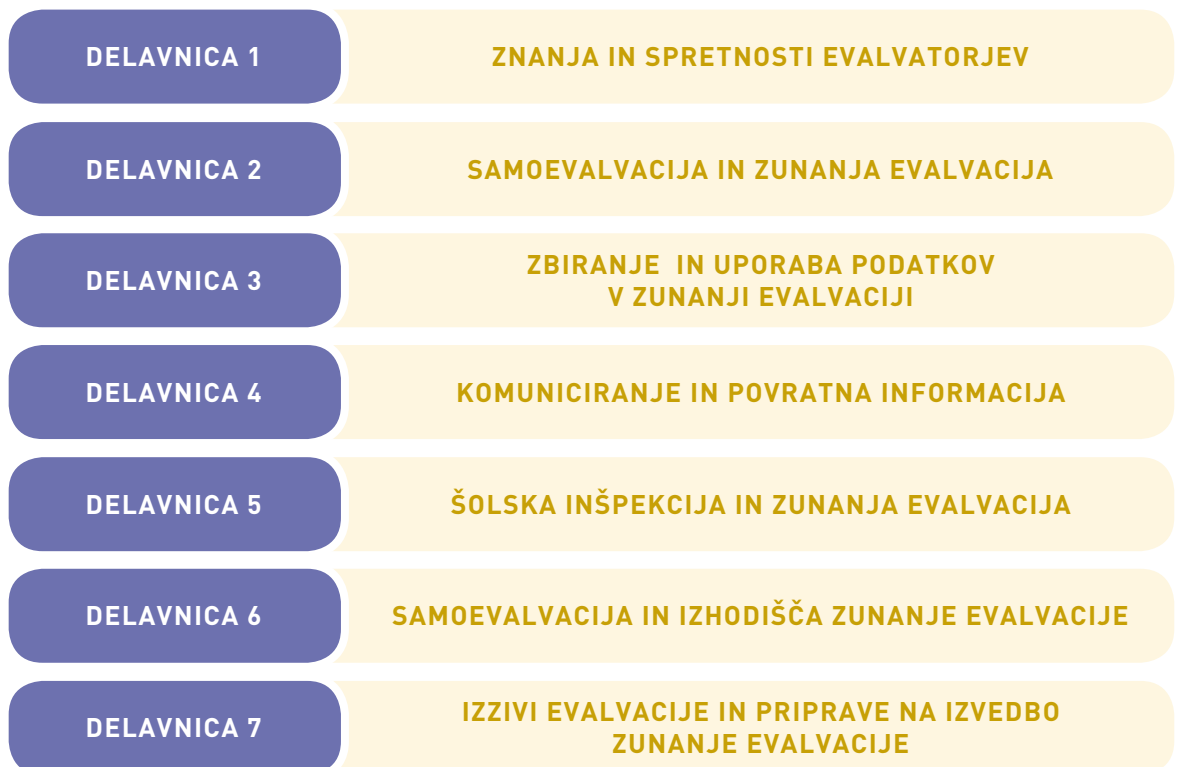 DELAVNICA 1
ZNANJA IN SPRETNOSTI EVALVATORJEV
DELAVNICA 2
SAMOEVALVACIJA IN ZUNANJA EVALVACIJA
DELAVNICA 3
ZBIRANJE IN UPORABA PODATKOV
V ZUNANJI EVALVACIJI
DELAVNICA 4
KOMUNICIRANJE IN POVRATNA INFORMACIJA
DELAVNICA 5
ŠOLSKA INŠPEKCIJA IN ZUNANJA EVALVACIJA
DELAVNICA 6
SAMOEVALVACIJA IN IZHODIŠČA ZUNANJE EVALVACIJE
DELAVNICA 7
IZZIVI EVALVACIJE IN PRIPRAVE NA IZVEDBO
ZUNANJE EVALVACIJE